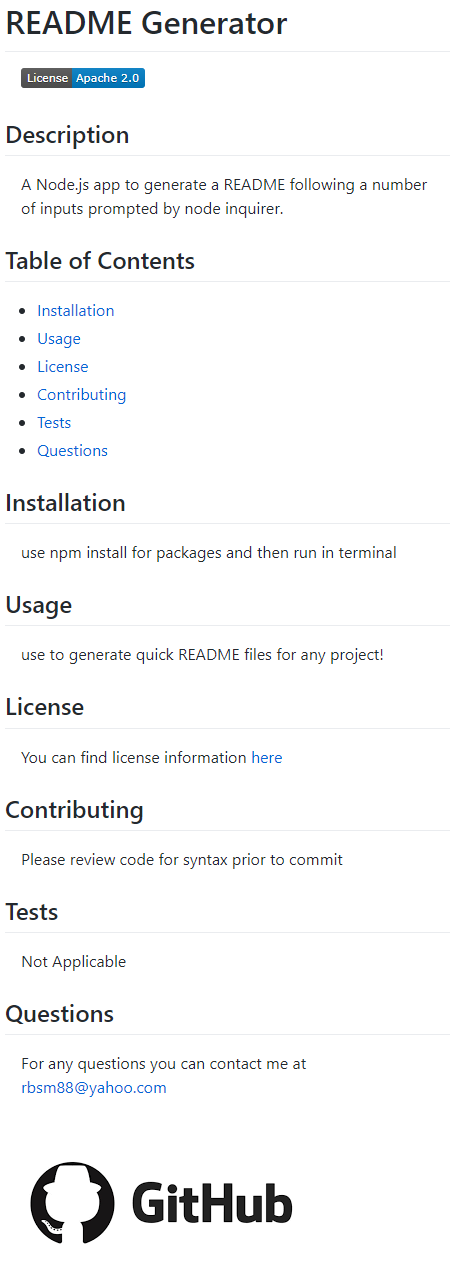 README Generator
License Apache 2.0
Description
A Node.js app to generate a README following a number
of inputs prompted by node inquirer.
Table of Contents
Installation
Usage
License
Contributing
Tests
Questions
Installation
use npm install for packages and then run in terminal
Usage
use to generate quick README files for any project!
License
You can find license information here
Contributing
Please review code for syntax prior to commit
Tests
Not Applicable
Questions
For any questions you can contact me at
rbsm88@yahoo.com
GitHub